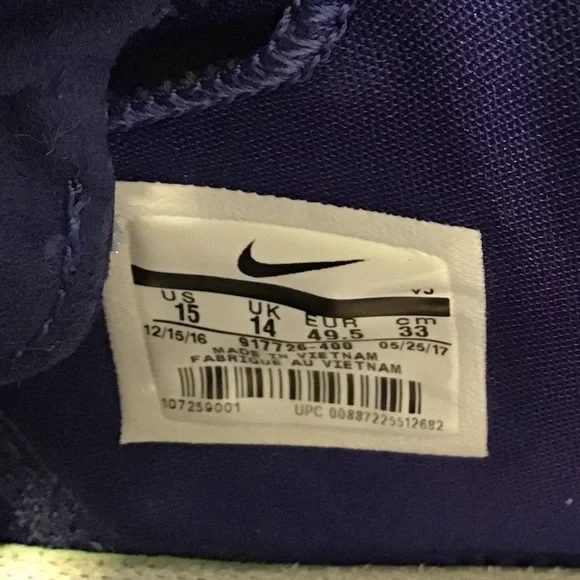 US UK EUR cm
15 14 49.5 33
12/15/16 917726-400 05/25/17
MADE IN VIETNAM
FABRIQUE AU VIETNAM
107259001 UPC 00887225512682